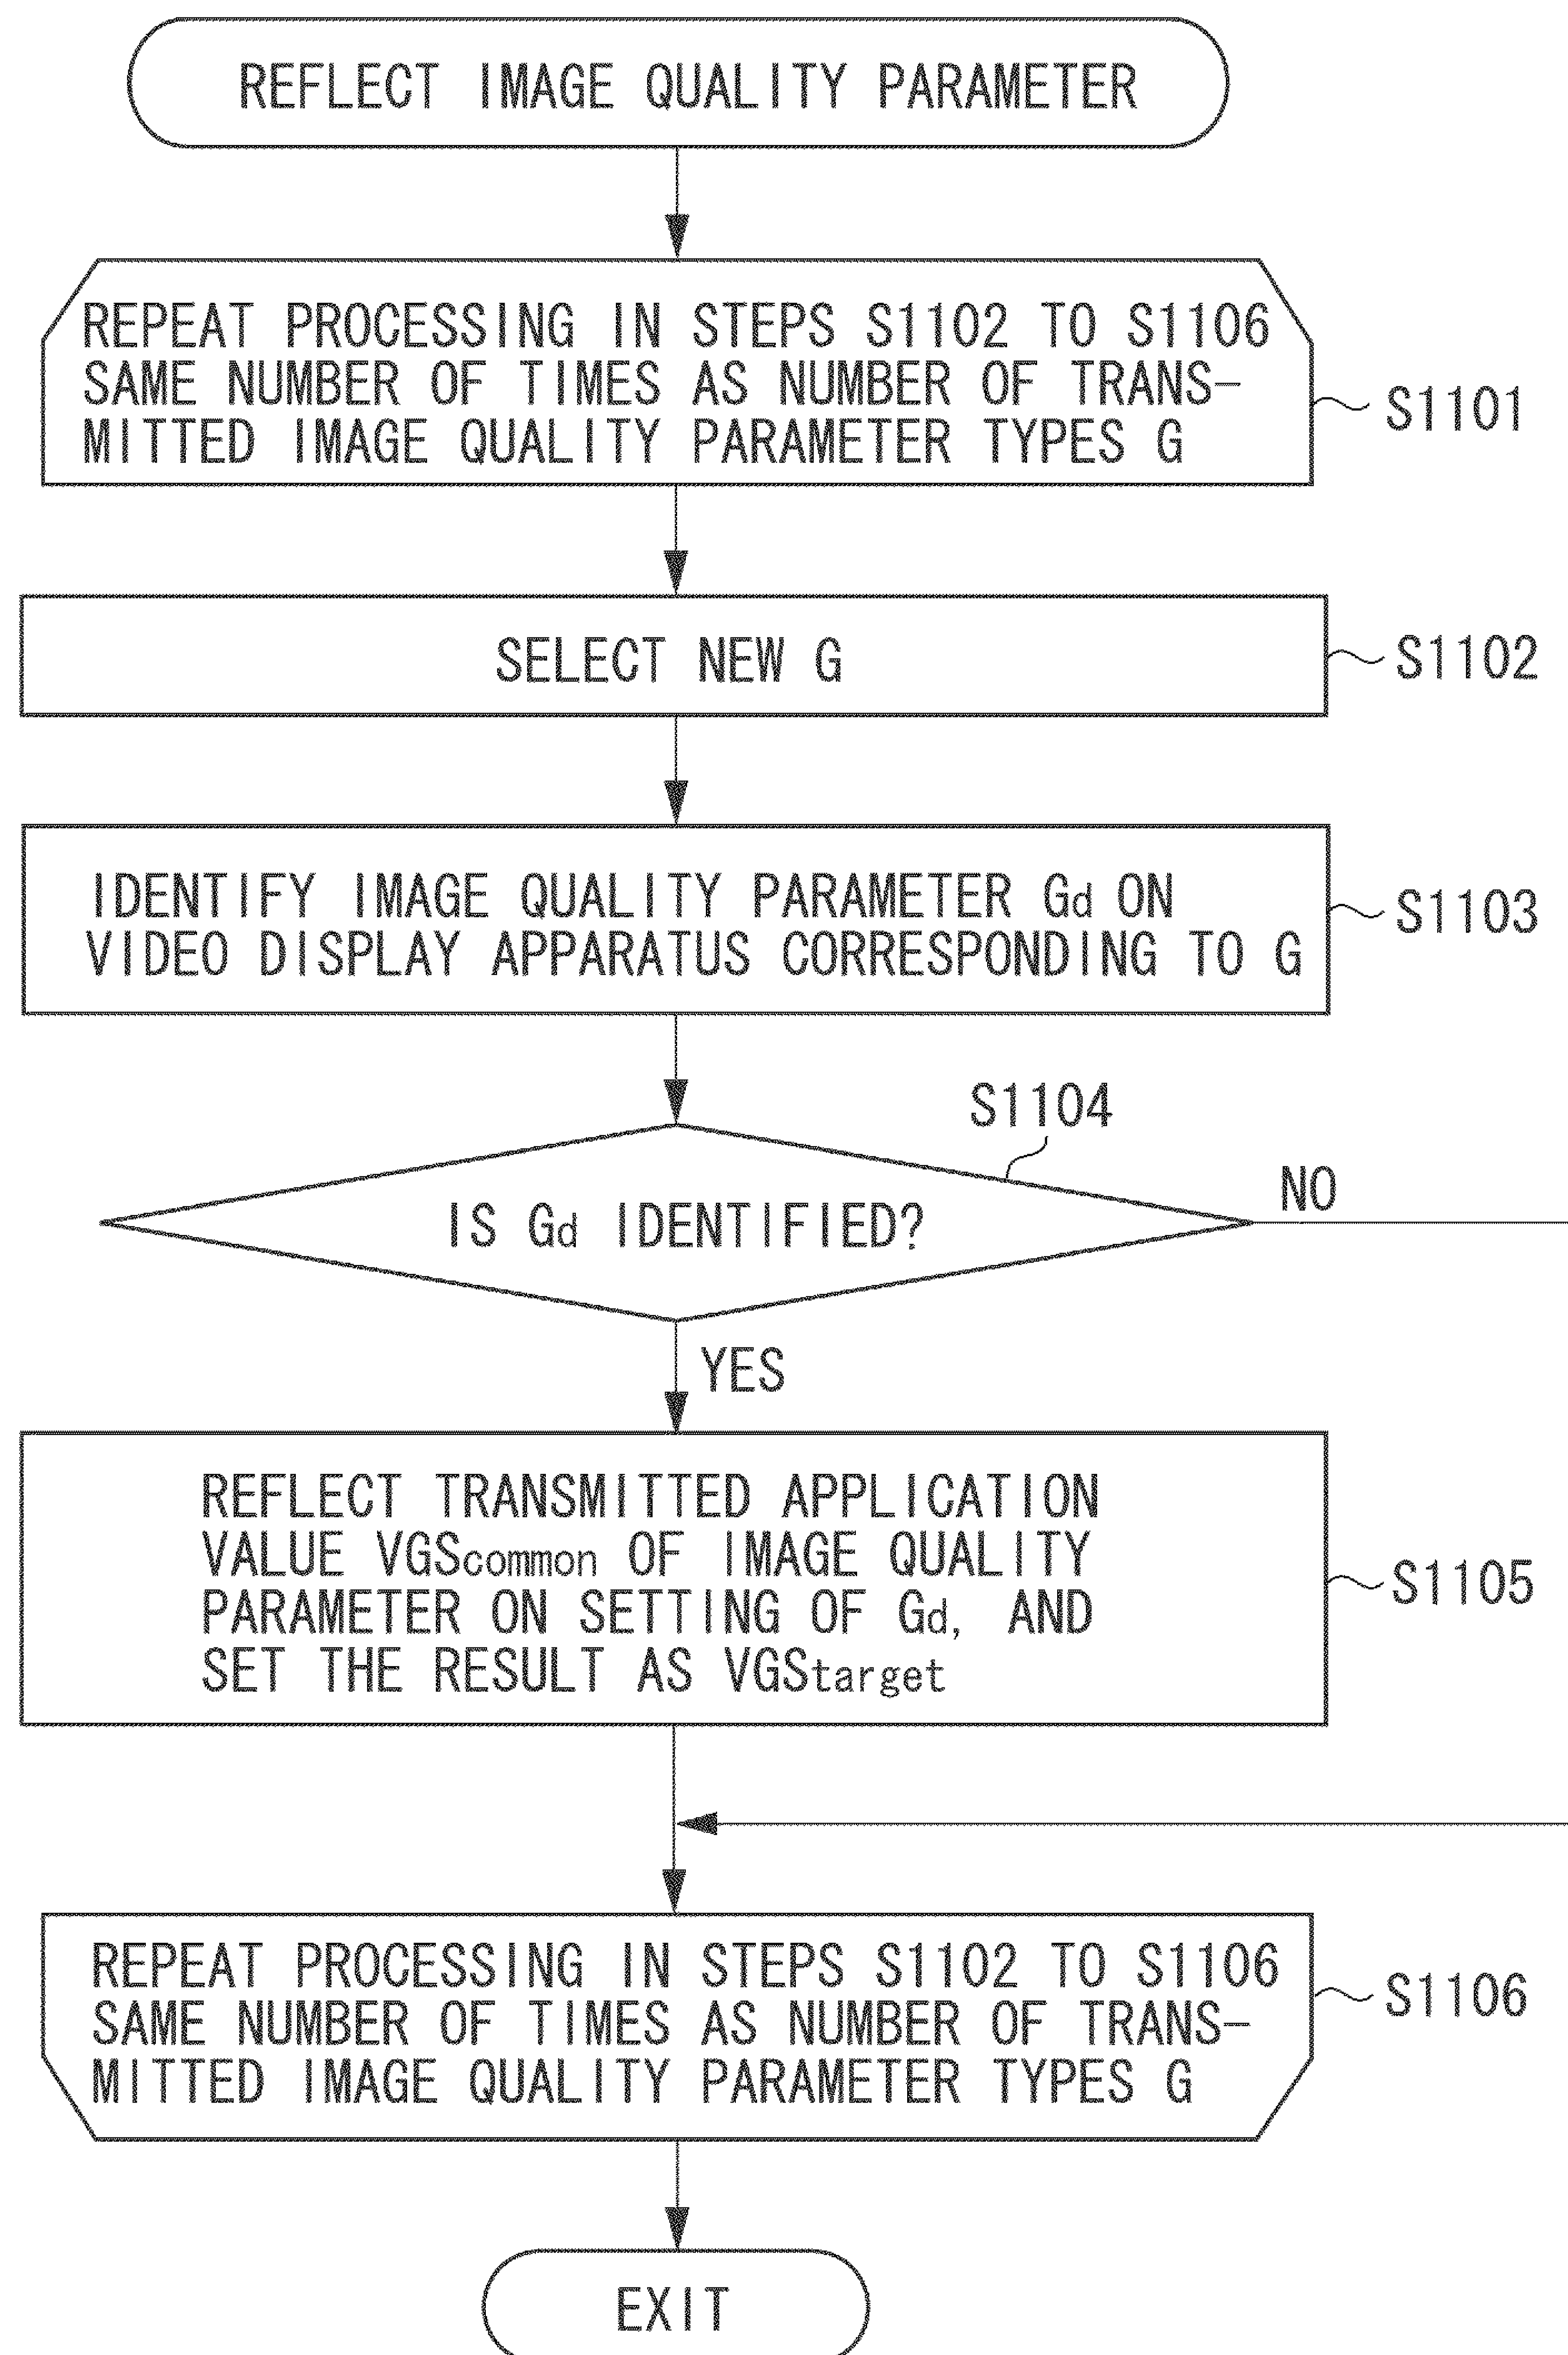 REFLECT IMAGE QUALITY PARAMETER
REPEAT PROCESSING IN STEPS S1102 TO S1106
SAME NUMBER OF TIMES AS NUMBER OF TRANS-
MITTED IMAGE QUALITY PARAMETER TYPES G
S1101
SELECT NEW G
S1102
IDENTIFY IMAGE QUALITY PARAMETER Gd ON
VIDEO DISPLAY APPARATUS CORRESPONDING TO G
S1103
S1104
IS Gd IDENTIFIED?
NO
YES
REFLECT TRANSMITTED APPLICATION
VALUE VGScommon OF IMAGE QUALITY
PARAMETER ON SETTING OF Gd, AND
SET THE RESULT AS VGStarget
S1105
REPEAT PROCESSING IN STEPS S1102 TO S1106
SAME NUMBER OF TIMES AS NUMBER OF TRANS-
MITTED IMAGE QUALITY PARAMETER TYPES G
S1106
EXIT